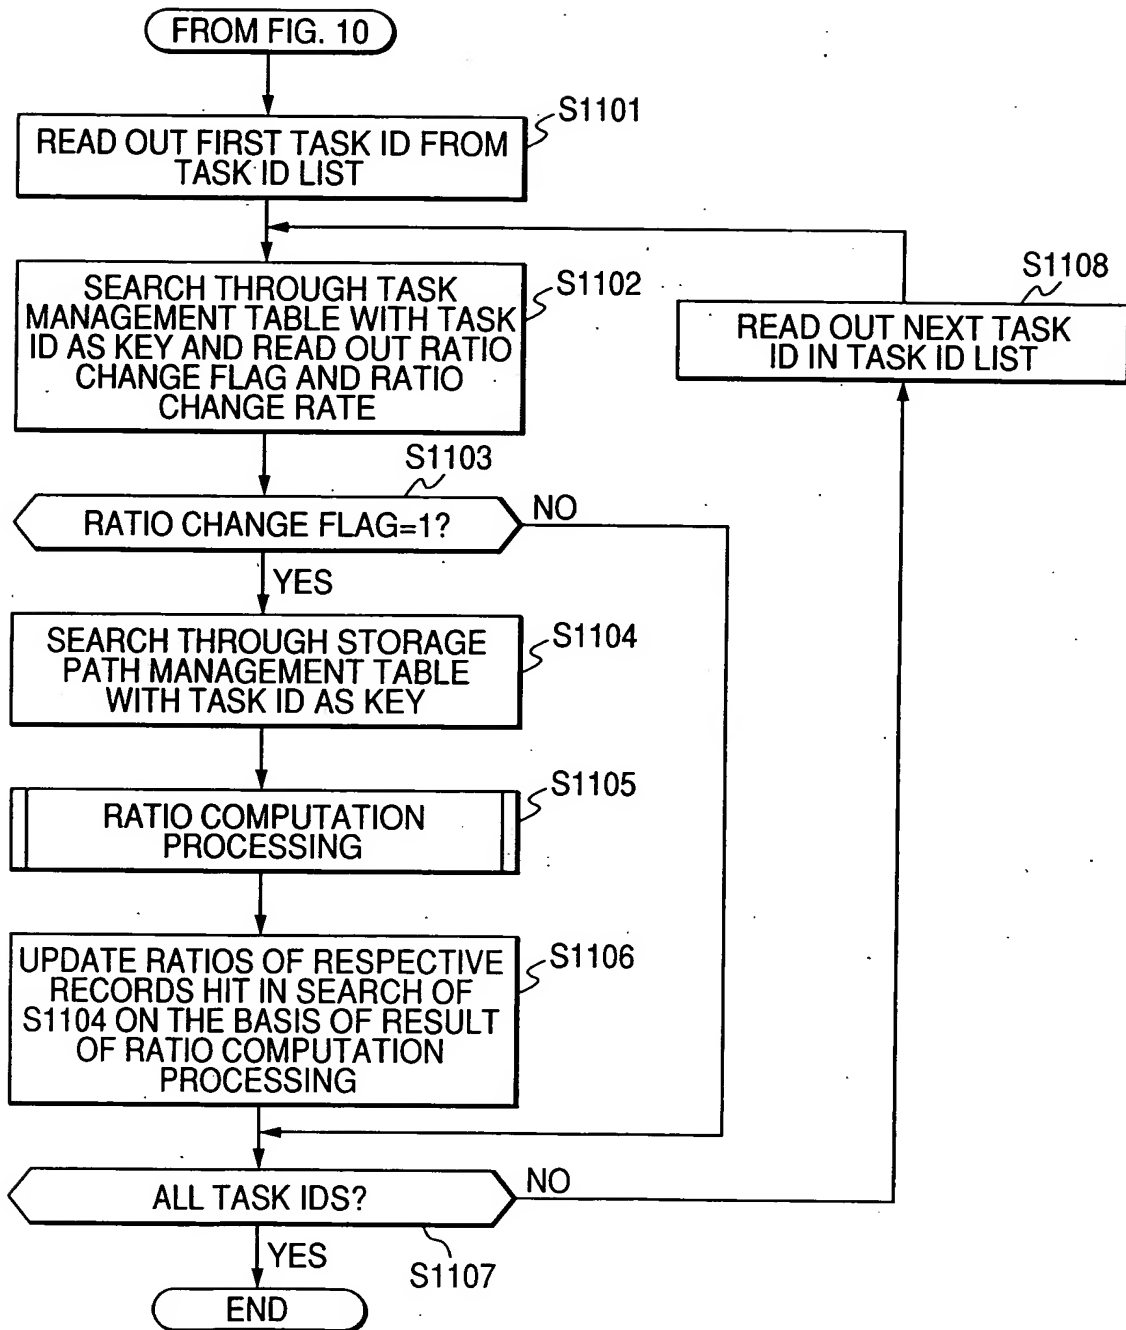 FROM FIG. 10
S1101
READ OUT FIRST TASK ID FROM
TASK ID LIST
S1102
SEARCH THROUGH TASK
MANAGEMENT TABLE WITH TASK
ID AS KEY AND READ OUT RATIO
CHANGE FLAG AND RATIO
CHANGE RATE
S1108
READ OUT NEXT TASK
ID IN TASK ID LIST
S1103
RATIO CHANGE FLAG=1?
NO
YES
S1104
SEARCH THROUGH STORAGE
PATH MANAGEMENT TABLE
WITH TASK ID AS KEY
S1105
RATIO COMPUTATION
PROCESSING
S1106
UPDATE RATIOS OF RESPECTIVE
RECORDS HIT IN SEARCH OF
S1104 ON THE BASIS OF RESULT
OF RATIO COMPUTATION
PROCESSING
ALL TASK IDS?
NO
YES
S1107
END